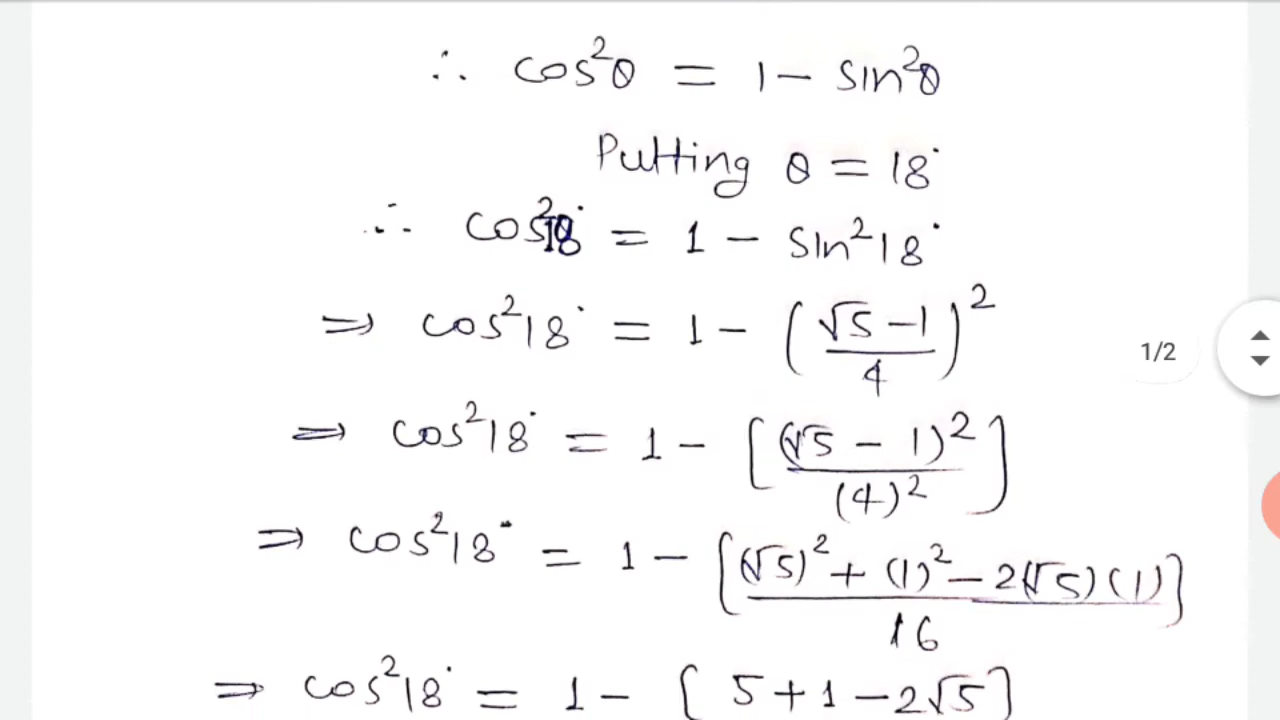 ∴ cos²θ = 1 − sin²θ
Putting θ = 18°
∴ cos²18° = 1 − sin²18°
⇒ cos²18° = 1 − (√5 − 1 / 4)²
⇒ cos²18° = 1 − [(√5 − 1)² / (4)²]
⇒ cos²18° = 1 − [(√5)² + (1)² − 2(√5)(1) / 16]
⇒ cos²18° = 1 − [5 + 1 − 2√5]
1/2